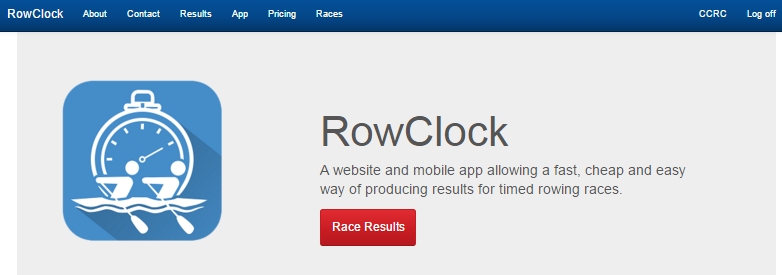 RowClock About Contact Results App Pricing Races CCRC Log off
RowClock
A website and mobile app allowing a fast, cheap and easy
way of producing results for timed rowing races.
Race Results